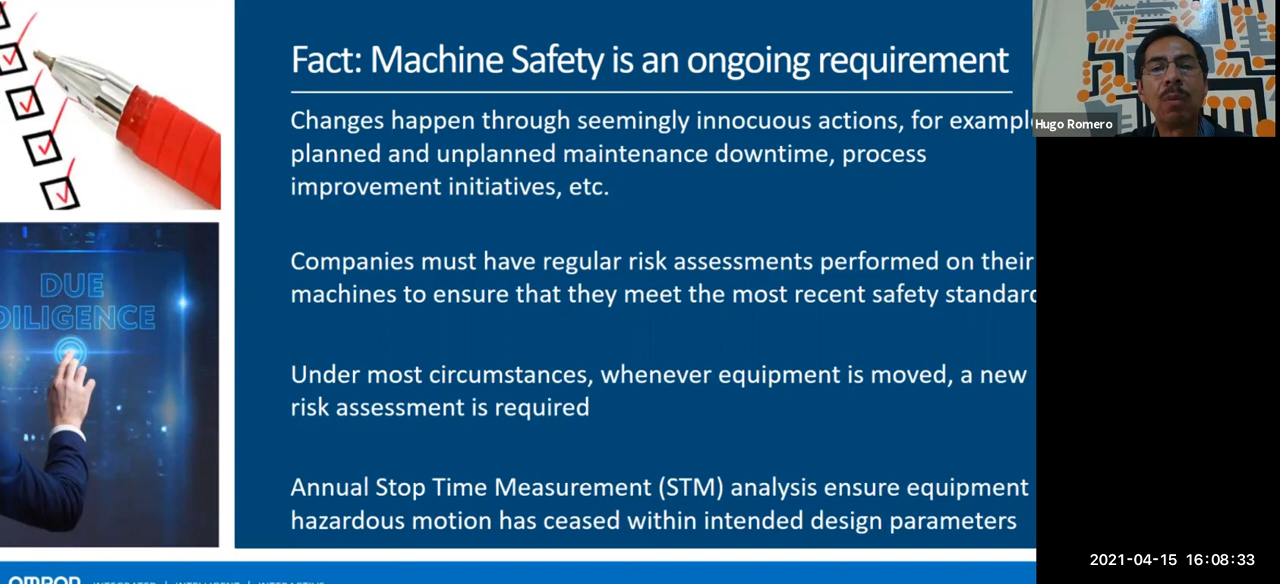 Fact: Machine Safety is an ongoing requirement
Changes happen through seemingly innocuous actions, for exampl
planned and unplanned maintenance downtime, process
improvement initiatives, etc.
Companies must have regular risk assessments performed on their
machines to ensure that they meet the most recent safety standard
Under most circumstances, whenever equipment is moved, a new
risk assessment is required
Annual Stop Time Measurement (STM) analysis ensure equipment
hazardous motion has ceased within intended design parameters
DUE
DILIGENCE
Hugo Romero
OMRON
2021-04-15 16:08:33